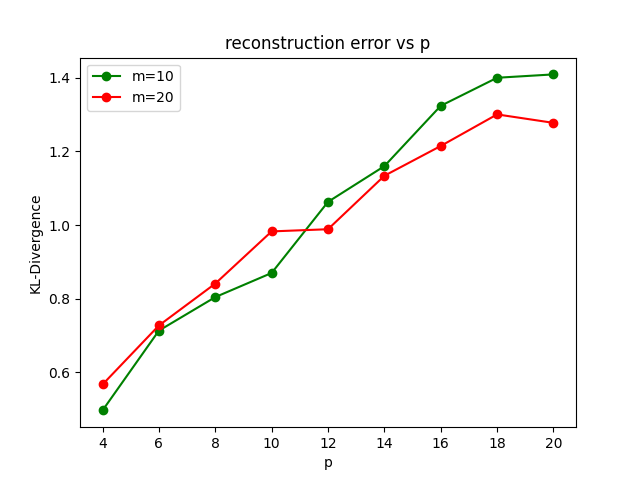 reconstruction error vs p
m=10
m=20
KL-Divergence
1.4
1.2
1.0
0.8
0.6
4 6 8 10 12 14 16 18 20
p